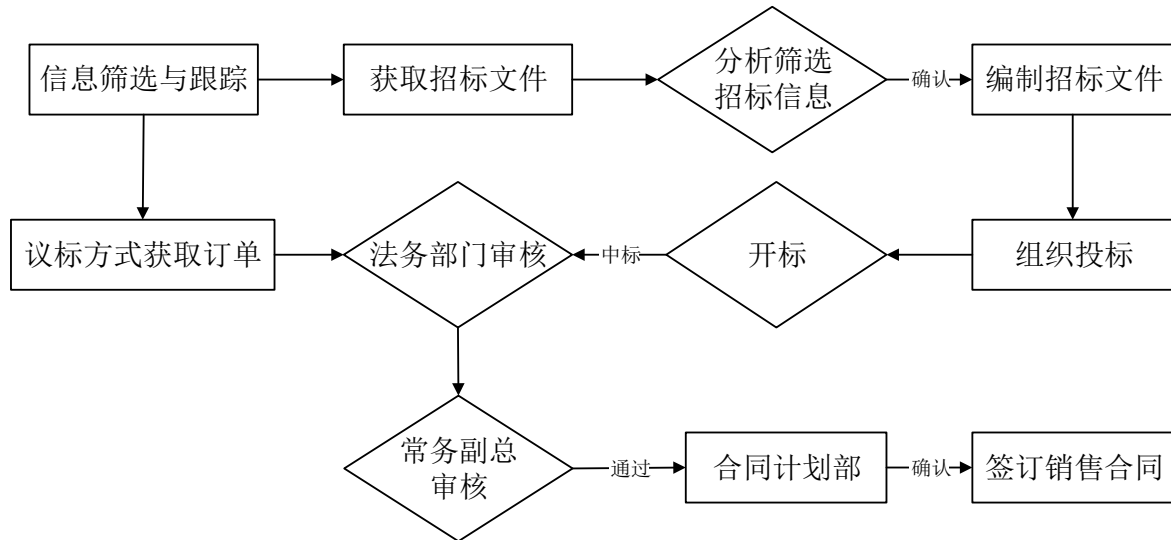 信息筛选与跟踪
获取招标文件
分析筛选
招标信息
确认
编制招标文件
议标方式获取订单
法务部门审核
中标
开标
组织投标
常务副总
审核
通过
合同计划部
确认
签订销售合同